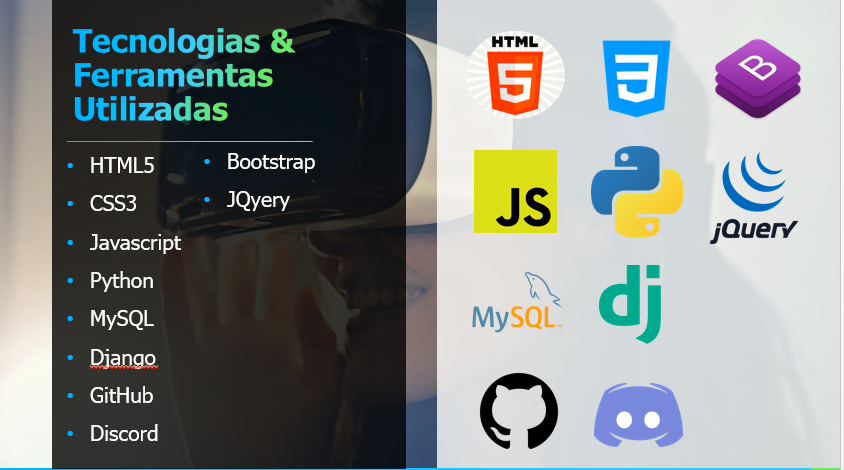 Tecnologias &
Ferramentas
Utilizadas
HTML5
CSS3
Javascript
Python
MySQL
Django
GitHub
Discord
Bootstrap
JQyery
HTML
5
3
B
JS
jQuery
MySQL
dj